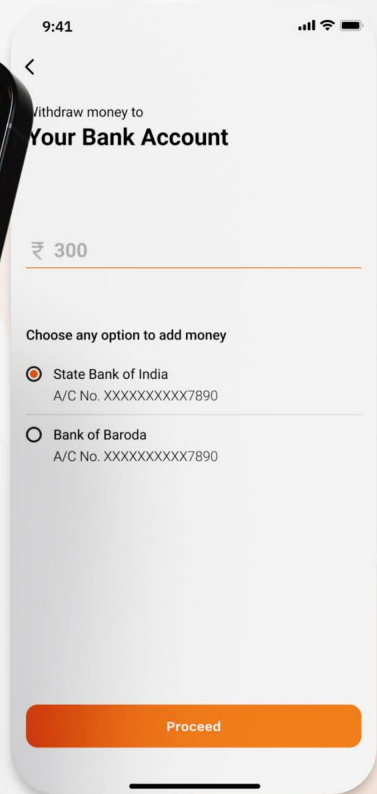 9:41
Withdraw money to
Your Bank Account
₹ 300
Choose any option to add money
State Bank of India
A/C No. XXXXXXXXXX7890
Bank of Baroda
A/C No. XXXXXXXXXX7890
Proceed